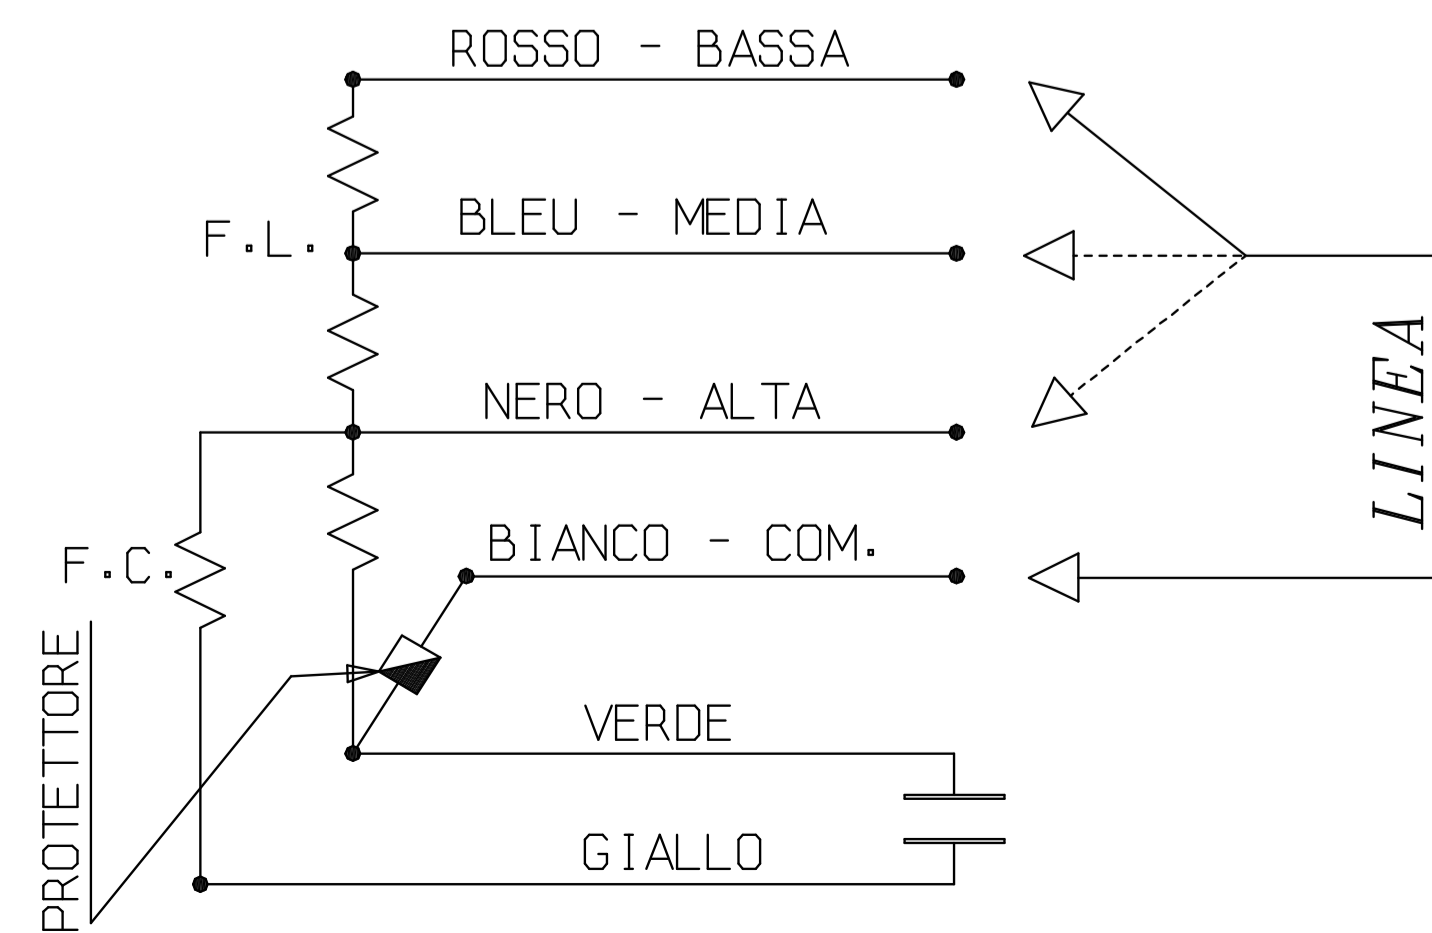 ROSSO - BASSA
BLEU - MEDIA
F.L.
LINEA
NERO - ALTA
BIANCO - COM.
F.C.
PROTETTORE
VERDE
GIALLO